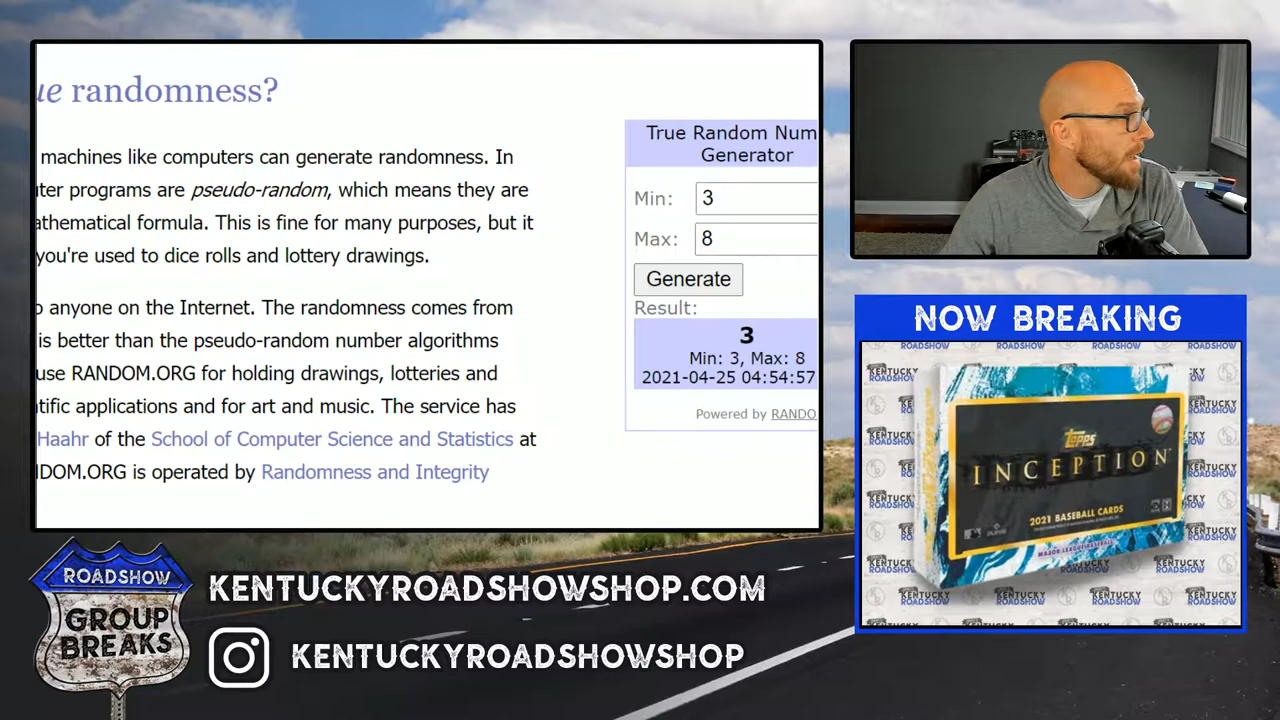 ue randomness?
machines like computers can generate randomness. In
ter programs are pseudo-random, which means they are
athematical formula. This is fine for many purposes, but it
you're used to dice rolls and lottery drawings.
o anyone on the Internet. The randomness comes from
is better than the pseudo-random number algorithms
use RANDOM.ORG for holding drawings, lotteries and
tific applications and for art and music. The service has
Haahr of the School of Computer Science and Statistics at
NDOM.ORG is operated by Randomness and Integrity
True Random Num
Generator
Min: 3
Max: 8
Generate
Result:
3
Min: 3, Max: 8
2021-04-25 04:54:57
Powered by RANDO
NOW BREAKING
KENTUCKY
ROADSHOW
Topps
INCEPTION
2021 BASEBALL CARDS
MAJOR LEAGUE BASEBALL
ROADSHOW
GROUP
BREAKS
KENTUCKYROADSHOWSHOP.COM
KENTUCKYROADSHOWSHOP